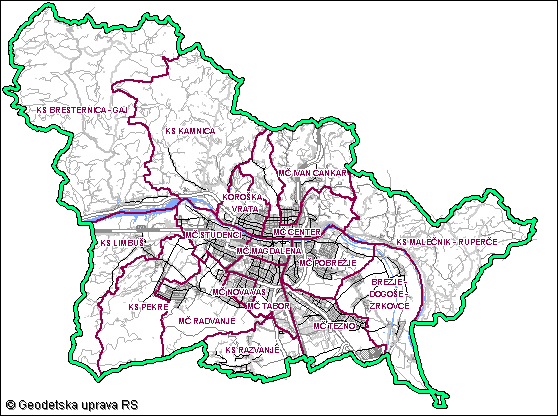 KS BRESTERNICA - GAJ
KS KAMNICA
MČ IVAN CANKAR
KOROŠKA
VRATA
MČ STUDENCI
MČ CENTER
KS LIMBUŠ
KS MALEČNIK - RUPERČE
MČ MAGDALENA
MČ POBREŽJE
BREZJE-
DOGOŠE-
ZRKOVCE
MČ NOVA VAS
KS PEKRE
MČ TABOR
MČ RADVANJE
MČ TEZNO
KS RAZVANJE
© Geodetska uprava RS